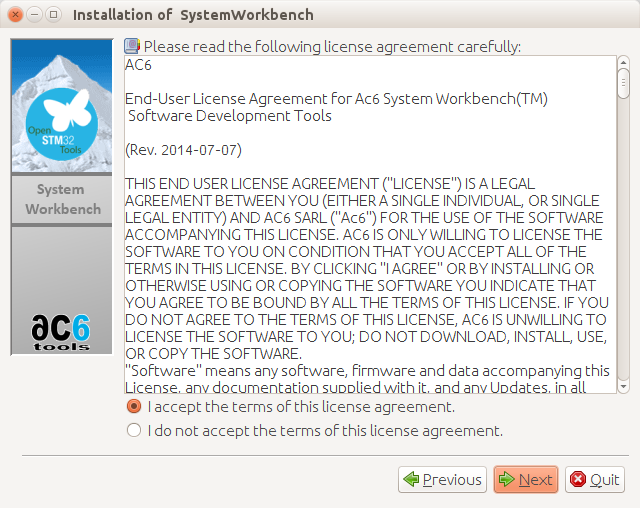 Installation of SystemWorkbench
Please read the following license agreement carefully:
AC6
End-User License Agreement for Ac6 System Workbench(TM)
Software Development Tools
(Rev. 2014-07-07)
THIS END USER LICENSE AGREEMENT ("LICENSE") IS A LEGAL
AGREEMENT BETWEEN YOU (EITHER A SINGLE INDIVIDUAL, OR SINGLE
LEGAL ENTITY) AND AC6 SARL ("Ac6") FOR THE USE OF THE SOFTWARE
ACCOMPANYING THIS LICENSE. AC6 IS ONLY WILLING TO LICENSE THE
SOFTWARE TO YOU ON CONDITION THAT YOU ACCEPT ALL OF THE
TERMS IN THIS LICENSE. BY CLICKING "I AGREE" OR BY INSTALLING OR
OTHERWISE USING OR COPYING THE SOFTWARE YOU INDICATE THAT
YOU AGREE TO BE BOUND BY ALL THE TERMS OF THIS LICENSE. IF YOU
DO NOT AGREE TO THE TERMS OF THIS LICENSE, AC6 IS UNWILLING TO
LICENSE THE SOFTWARE TO YOU; DO NOT DOWNLOAD, INSTALL, USE,
OR COPY THE SOFTWARE.
"Software" means any software, firmware and data accompanying this
License, any documentation supplied with it, and any Updates, in all
Open
STM32
Tools
System
Workbench
ac6
tools
I accept the terms of this license agreement.
I do not accept the terms of this license agreement.
Previous
Next
Quit